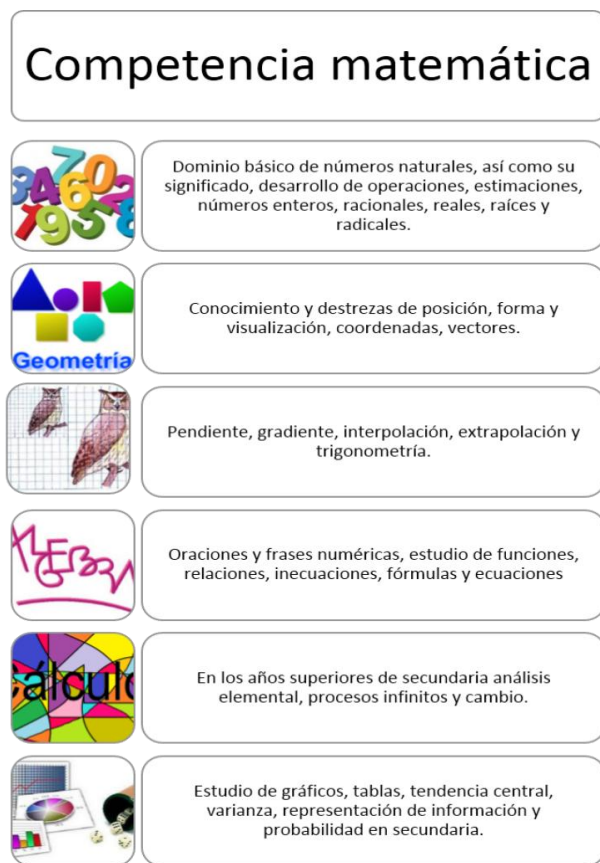 Competencia matemática
Dominio básico de números naturales, así como su
significado, desarrollo de operaciones, estimaciones,
números enteros, racionales, reales, raíces y
radicales.
Geometría
Conocimiento y destrezas de posición, forma y
visualización, coordenadas, vectores.
Pendiente, gradiente, interpolación, extrapolación y
trigonometría.
Oraciones y frases numéricas, estudio de funciones,
relaciones, inecuaciones, fórmulas y ecuaciones
Cálculo
En los años superiores de secundaria análisis
elemental, procesos infinitos y cambio.
Estudio de gráficos, tablas, tendencia central,
varianza, representación de información y
probabilidad en secundaria.